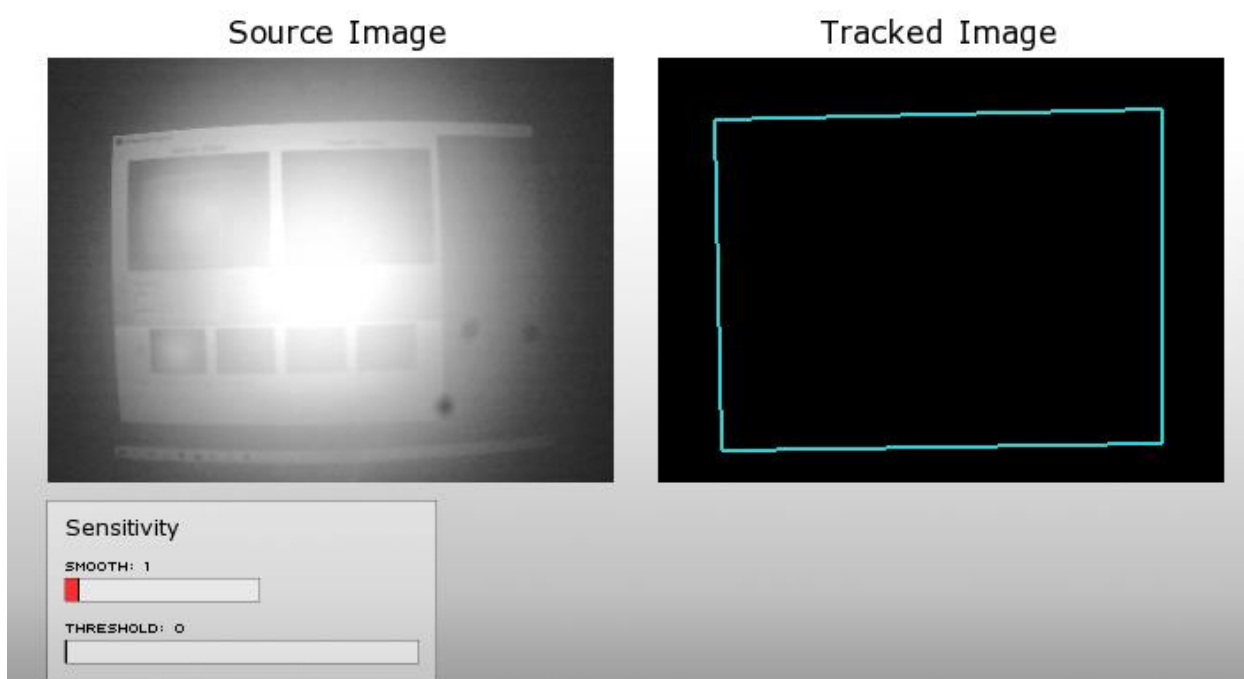 Source Image
Tracked Image
Sensitivity
SMOOTH: 1
THRESHOLD: 0